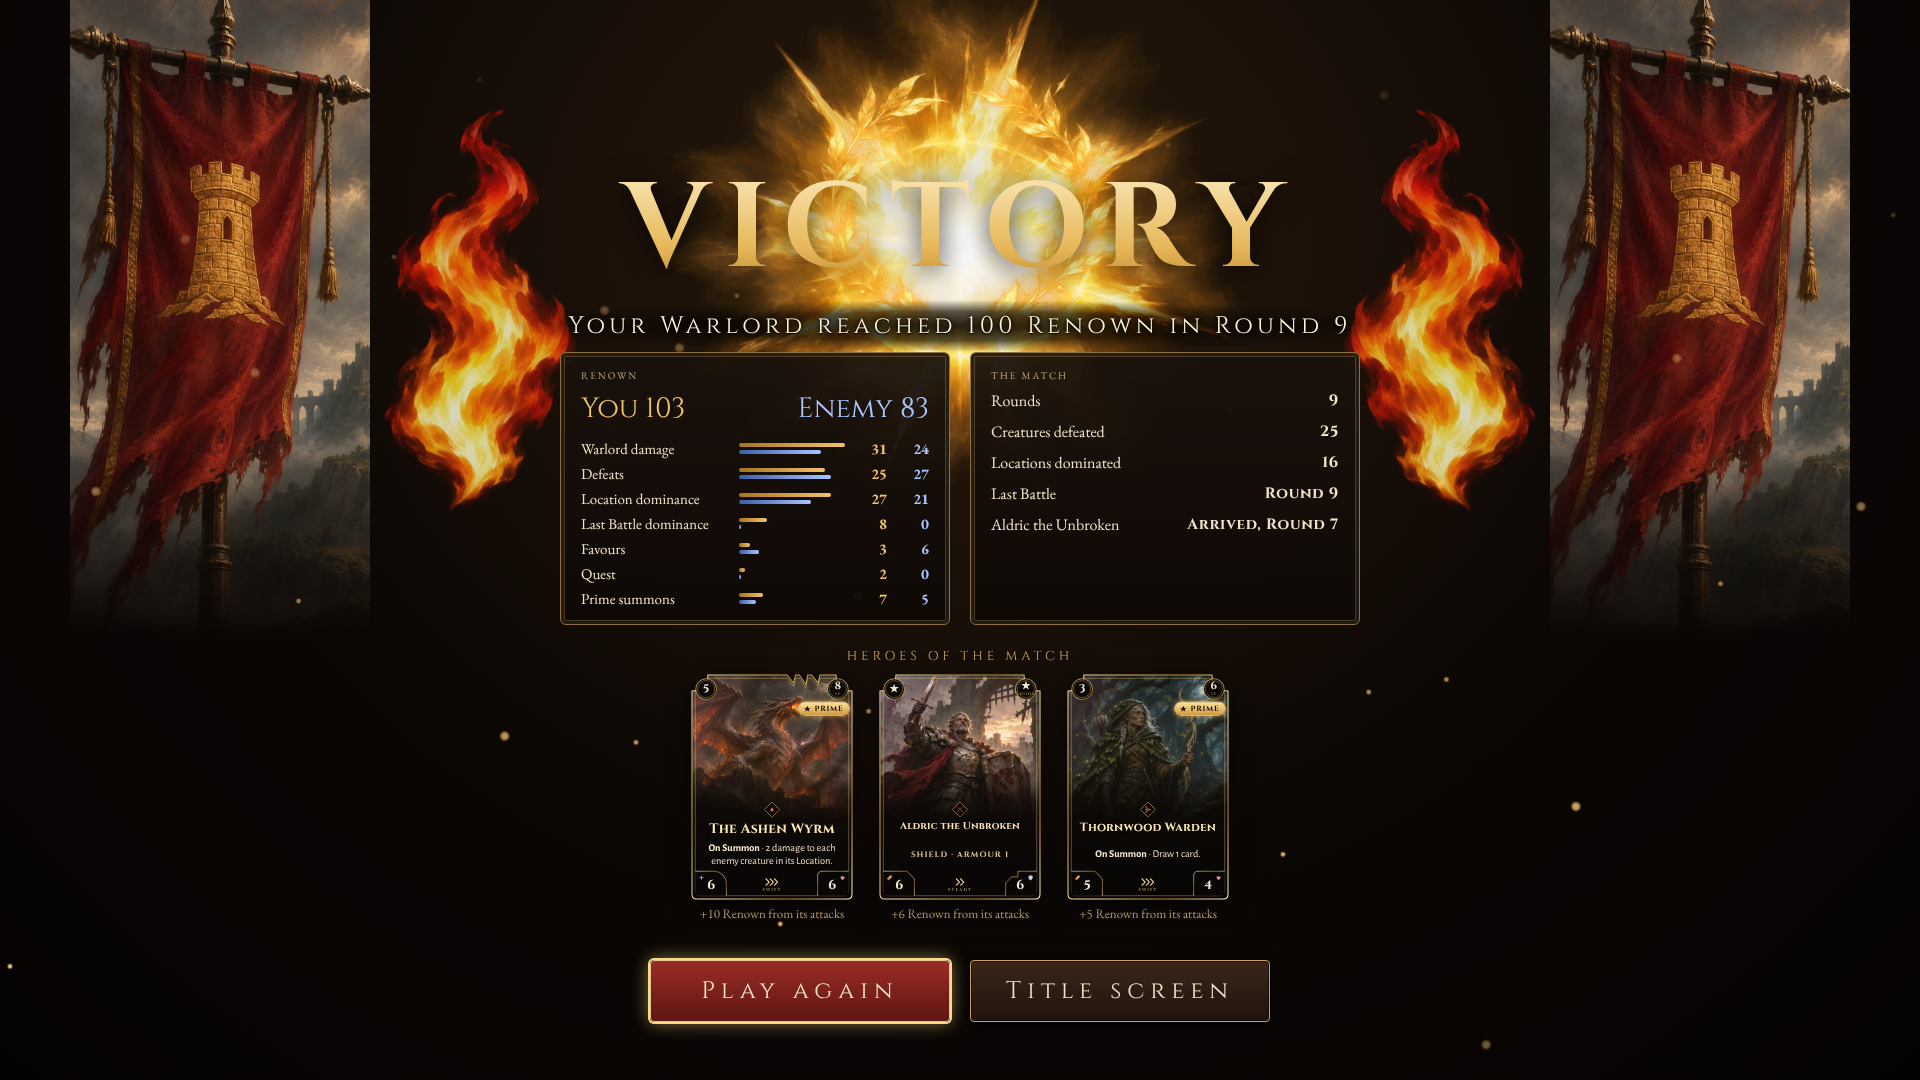 VICTORY
Your Warlord reached 100 Renown in Round 9
RENOWN
You 103 Enemy 83
Warlord damage 31 24
Defeats 25 27
Location dominance 27 21
Last Battle dominance 8 0
Favours 3 6
Quest 2 0
Prime summons 7 5
THE MATCH
Rounds 9
Creatures defeated 25
Locations dominated 16
Last Battle Round 9
Aldric the Unbroken Arrived, Round 7
HEROES OF THE MATCH
5 8
★ PRIME
The Ashen Wyrm
On Summon · 2 damage to each
enemy creature in its Location.
6 SWIFT 6
+10 Renown from its attacks
★ ★
Aldric the Unbroken
SHIELD · ARMOUR 1
6 STEADY 6
+6 Renown from its attacks
3 6
★ PRIME
Thornwood Warden
On Summon · Draw 1 card.
5 SWIFT 4
+5 Renown from its attacks
Play again
Title screen